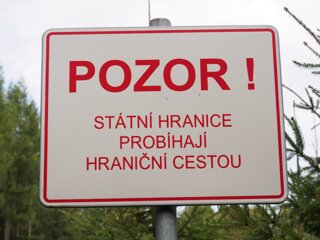 POZOR !
STÁTNÍ HRANICE
PROBÍHAJÍ
HRANIČNÍ CESTOU